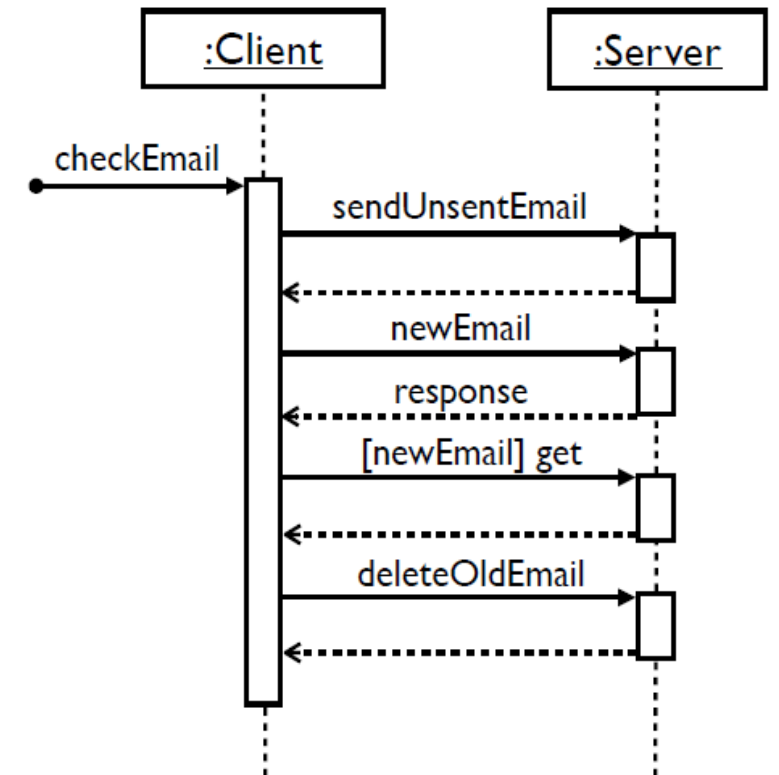 :Client
:Server
checkEmail
sendUnsentEmail
newEmail
response
[newEmail] get
deleteOldEmail